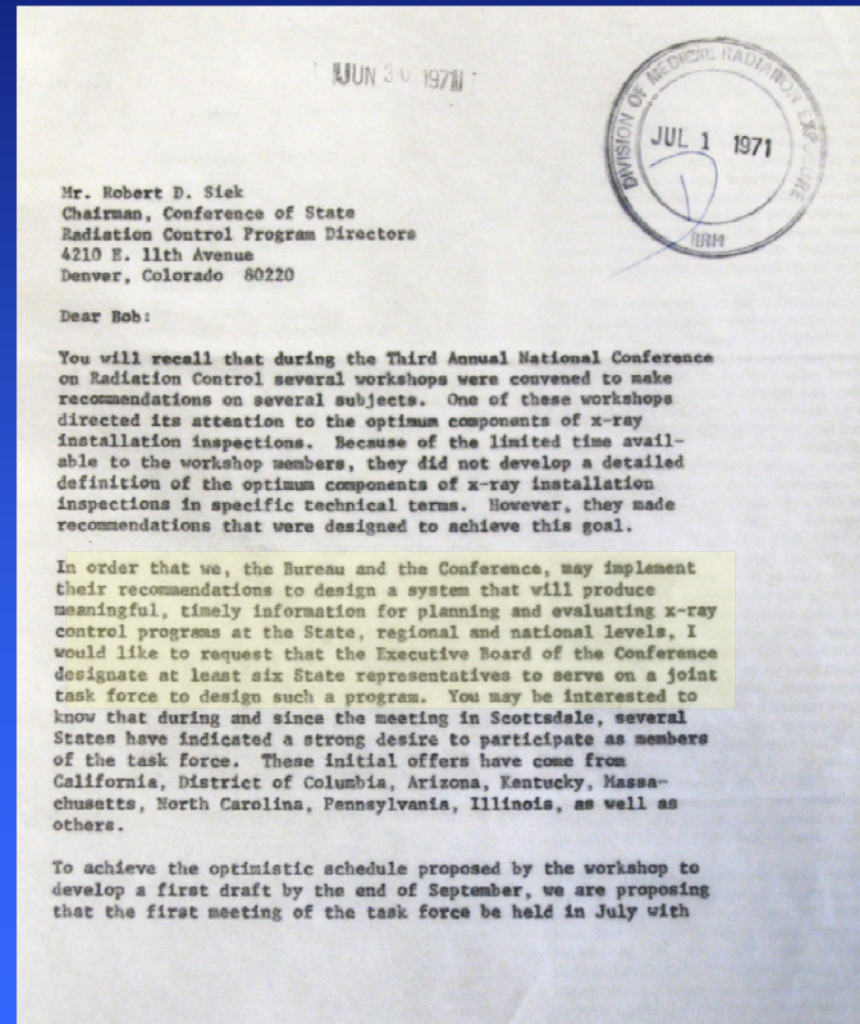 JUN 30 1971
DIVISION OF MEDICAL RADIATION EXPOSURE
JUL 1 1971
BRH
Mr. Robert D. Siek
Chairman, Conference of State
Radiation Control Program Directors
4210 E. 11th Avenue
Denver, Colorado 80220
Dear Bob:
You will recall that during the Third Annual National Conference
on Radiation Control several workshops were convened to make
recommendations on several subjects. One of these workshops
directed its attention to the optimum components of x-ray
installation inspections. Because of the limited time avail-
able to the workshop members, they did not develop a detailed
definition of the optimum components of x-ray installation
inspections in specific technical terms. However, they made
recommendations that were designed to achieve this goal.
In order that we, the Bureau and the Conference, may implement
their recommendations to design a system that will produce
meaningful, timely information for planning and evaluating x-ray
control programs at the State, regional and national levels, I
would like to request that the Executive Board of the Conference
designate at least six State representatives to serve on a joint
task force to design such a program. You may be interested to
know that during and since the meeting in Scottsdale, several
States have indicated a strong desire to participate as members
of the task force. These initial offers have come from
California, District of Columbia, Arizona, Kentucky, Massa-
chusetts, North Carolina, Pennsylvania, Illinois, as well as
others.
To achieve the optimistic schedule proposed by the workshop to
develop a first draft by the end of September, we are proposing
that the first meeting of the task force be held in July with